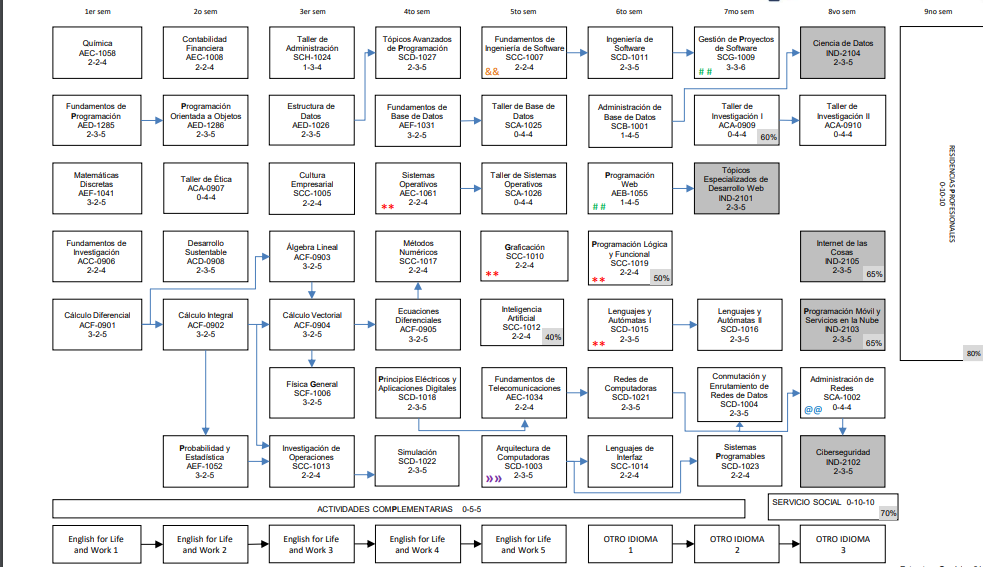 1er sem
2o sem
3er sem
4to sem
5to sem
6to sem
7mo sem
8vo sem
9no sem
Química
AEC-1058
2-2-4
Contabilidad
Financiera
AEC-1008
2-2-4
Taller de
Administración
SCH-1024
1-3-4
Tópicos Avanzados
de Programación
SCD-1027
2-3-5
Fundamentos de
Ingeniería de Software
SCC-1007
2-2-4
&&
Ingeniería de
Software
SCD-1011
2-3-5
Gestión de Proyectos
de Software
SCG-1009
3-3-6
# #
Ciencia de Datos
IND-2104
2-3-5
Fundamentos de
Programación
AED-1285
2-3-5
Programación
Orientada a Objetos
AED-1286
2-3-5
Estructura de
Datos
AED-1026
2-3-5
Fundamentos de
Base de Datos
AEF-1031
3-2-5
Taller de Base de
Datos
SCA-1025
0-4-4
Administración de
Base de Datos
SCB-1001
1-4-5
Taller de
Investigación I
ACA-0909
0-4-4
60%
Taller de
Investigación II
ACA-0910
0-4-4
Matemáticas
Discretas
AEF-1041
3-2-5
Taller de Ética
ACA-0907
0-4-4
Cultura
Empresarial
SCC-1005
2-2-4
Sistemas
Operativos
AEC-1061
2-2-4
**
Taller de Sistemas
Operativos
SCA-1026
0-4-4
Programación
Web
AEB-1055
1-4-5
# #
Tópicos
Especializados de
Desarrollo Web
IND-2101
2-3-5
RESIDENCIAS PROFESIONALES
0-10-10
80%
Fundamentos de
Investigación
ACC-0906
2-2-4
Desarrollo
Sustentable
ACD-0908
2-3-5
Álgebra Lineal
ACF-0903
3-2-5
Métodos
Numéricos
SCC-1017
2-2-4
Graficación
SCC-1010
2-2-4
**
Programación Lógica
y Funcional
SCC-1019
2-2-4
**
50%
Internet de las
Cosas
IND-2105
2-3-5
65%
Cálculo Diferencial
ACF-0901
3-2-5
Cálculo Integral
ACF-0902
3-2-5
Cálculo Vectorial
ACF-0904
3-2-5
Ecuaciones
Diferenciales
ACF-0905
3-2-5
Inteligencia
Artificial
SCC-1012
2-2-4
40%
Lenguajes y
Autómatas I
SCD-1015
2-3-5
**
Lenguajes y
Autómatas II
SCD-1016
2-3-5
Programación Móvil y
Servicios en la Nube
IND-2103
2-3-5
65%
Física General
SCF-1006
3-2-5
Principios Eléctricos y
Aplicaciones Digitales
SCD-1018
2-3-5
Fundamentos de
Telecomunicaciones
AEC-1034
2-2-4
Redes de
Computadoras
SCD-1021
2-3-5
Conmutación y
Enrutamiento de
Redes de Datos
SCD-1004
2-3-5
Administración de
Redes
SCA-1002
0-4-4
@@
Probabilidad y
Estadística
AEF-1052
3-2-5
Investigación de
Operaciones
SCC-1013
2-2-4
Simulación
SCD-1022
2-3-5
Arquitectura de
Computadoras
SCD-1003
2-3-5
»»
Lenguajes de
Interfaz
SCC-1014
2-2-4
Sistemas
Programables
SCD-1023
2-2-4
Ciberseguridad
IND-2102
2-3-5
ACTIVIDADES COMPLEMENTARIAS 0-5-5
SERVICIO SOCIAL 0-10-10
70%
English for Life
and Work 1
English for Life
and Work 2
English for Life
and Work 3
English for Life
and Work 4
English for Life
and Work 5
OTRO IDIOMA
1
OTRO IDIOMA
2
OTRO IDIOMA
3